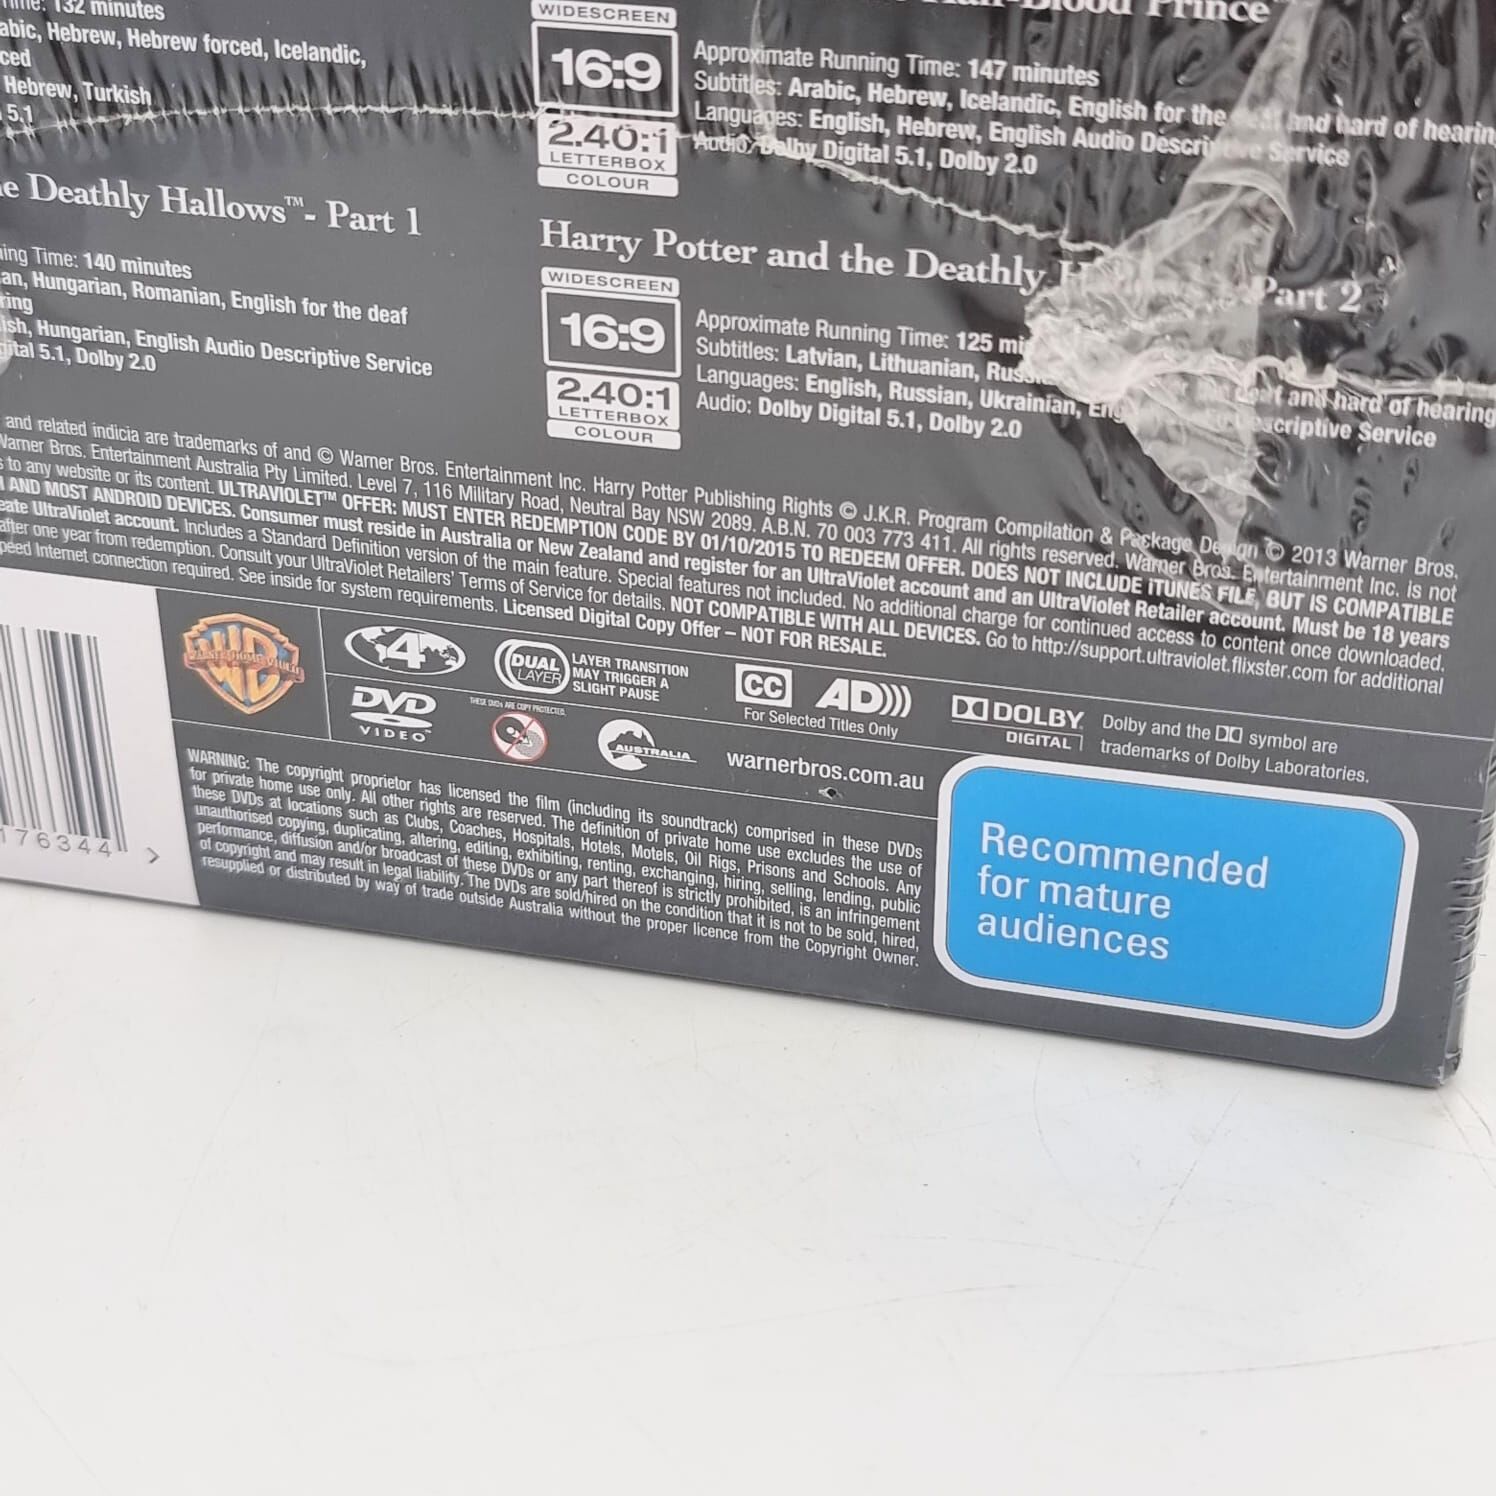 132 minutes
Hebrew, Hebrew forced, Icelandic,
Hebrew, Turkish
5.1
Deathly Hallows™- Part 1
Time: 140 minutes
Hungarian, Romanian, English for the deaf
Hungarian, English Audio Descriptive Service
5.1, Dolby 2.0
Prince
WIDESCREEN
16:9
2.40:1
LETTERBOX
COLOUR
Approximate Running Time: 147 minutes
Subtitles: Arabic, Hebrew, Icelandic, English for the and hard of hearing
Languages: English, Hebrew, English Audio Descriptive Service
Audio: Dolby Digital 5.1, Dolby 2.0
Harry Potter and the Deathly Part 2
WIDESCREEN
16:9
2.40:1
LETTERBOX
COLOUR
Approximate Running Time: 125
Subtitles: Latvian, Lithuanian, and hard of hearing
Languages: English, Russian, Ukrainian, Descriptive Service
Audio: Dolby Digital 5.1, Dolby 2.0
and related indicia are trademarks of and © Warner Bros. Entertainment Inc. Harry Potter Publishing Rights © J.K.R. Program Compilation & Package Design © 2013 Warner Bros.
Warner Bros. Entertainment Australia Pty Limited. Level 7, 116 Military Road, Neutral Bay NSW 2089. A.B.N. 70 003 773 411. All rights reserved. Warner Bros. Entertainment Inc. is not
to any website or its content. ULTRAVIOLET™ OFFER: MUST ENTER REDEMPTION CODE BY 01/10/2015 TO REDEEM OFFER. DOES NOT INCLUDE iTUNES FILE, BUT IS COMPATIBLE
AND MOST ANDROID DEVICES. Consumer must reside in Australia or New Zealand and register for an UltraViolet account and an UltraViolet Retailer account. Must be 18 years
UltraViolet account. Includes a Standard Definition version of the main feature. Special features not included. No additional charge for continued access to content once downloaded.
after one year from redemption. Consult your UltraViolet Retailers' Terms of Service for details. NOT COMPATIBLE WITH ALL DEVICES. Go to http://support.ultraviolet.flixster.com for additional
Internet connection required. See inside for system requirements. Licensed Digital Copy Offer – NOT FOR RESALE.
176344 >
WB
WARNER HOME VIDEO
4
DVD
VIDEO
DUAL
LAYER
LAYER TRANSITION
MAY TRIGGER A
SLIGHT PAUSE
THESE DVDs ARE COPY PROTECTED.
AUSTRALIA
CC AD)))
For Selected Titles Only
warnerbros.com.au
DOLBY
DIGITAL
Dolby and the symbol are
trademarks of Dolby Laboratories.
WARNING: The copyright proprietor has licensed the film (including its soundtrack) comprised in these DVDs
for private home use only. All other rights are reserved. The definition of private home use excludes the use of
these DVDs at locations such as Clubs, Coaches, Hospitals, Hotels, Motels, Oil Rigs, Prisons and Schools. Any
unauthorised copying, duplicating, altering, editing, exhibiting, renting, exchanging, hiring, selling, lending, public
performance, diffusion and/or broadcast of these DVDs or any part thereof is strictly prohibited, is an infringement
of copyright and may result in legal liability. The DVDs are sold/hired on the condition that it is not to be sold, hired,
resupplied or distributed by way of trade outside Australia without the proper licence from the Copyright Owner.
Recommended
for mature
audiences